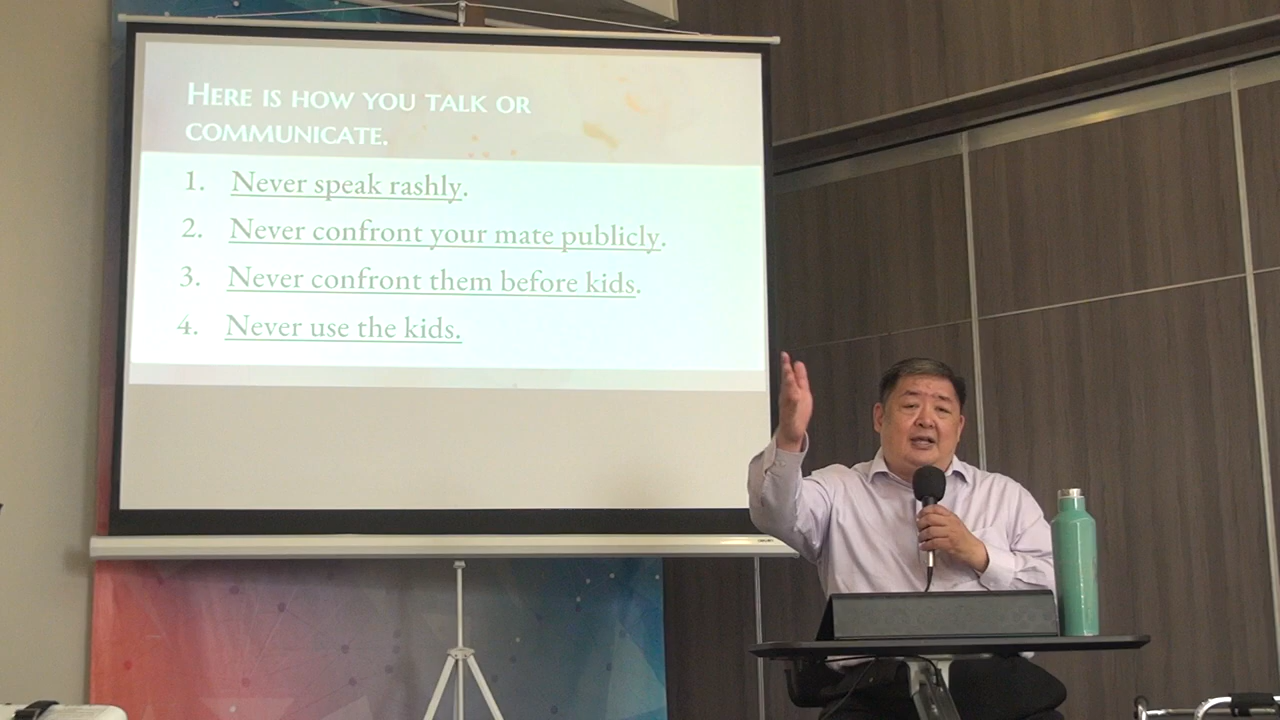 Here is how you talk or
communicate.
1. Never speak rashly.
2. Never confront your mate publicly.
3. Never confront them before kids.
4. Never use the kids.